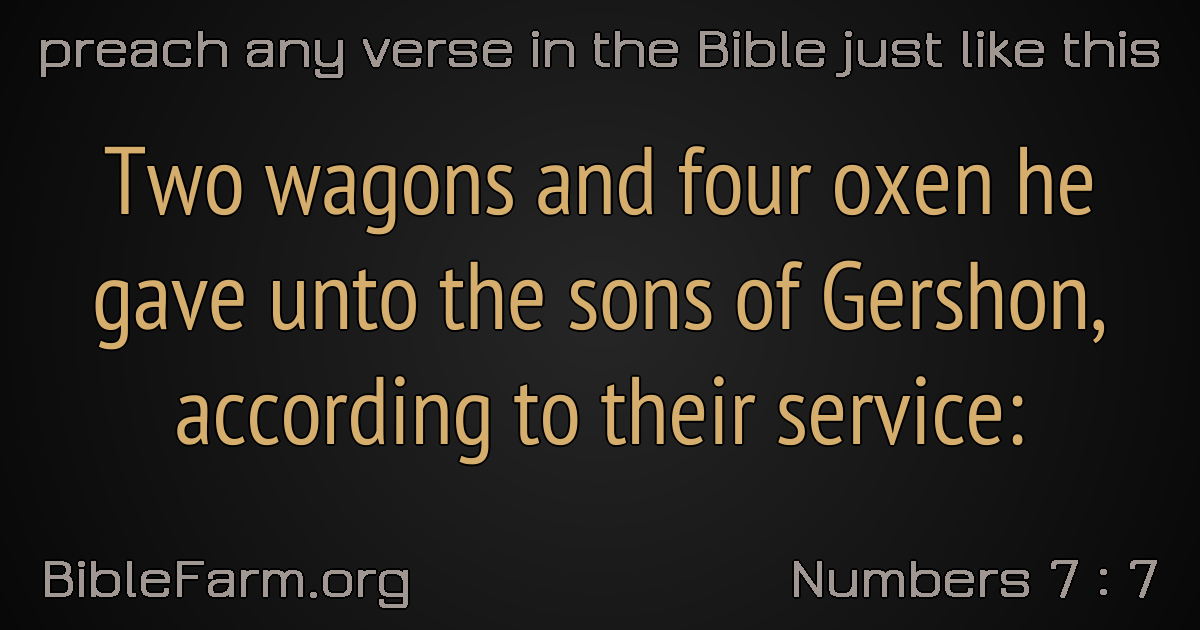 preach any verse in the Bible just like this
Two wagons and four oxen he
gave unto the sons of Gershon,
according to their service:
BibleFarm.org
Numbers 7 : 7